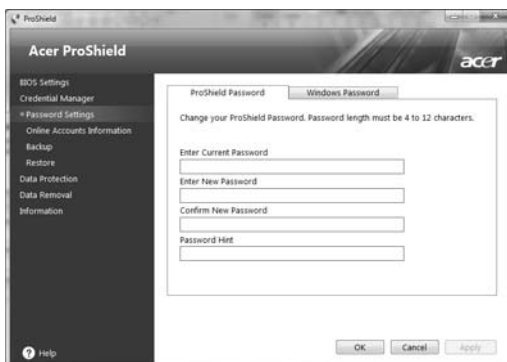 ProShield
Acer ProShield
acer
BIOS Settings
Credential Manager
Password Settings
Online Accounts Information
Backup
Restore
Data Protection
Data Removal
Information
Help
ProShield Password
Windows Password
Change your ProShield Password. Password length must be 4 to 12 characters.
Enter Current Password
Enter New Password
Confirm New Password
Password Hint
OK
Cancel
Apply